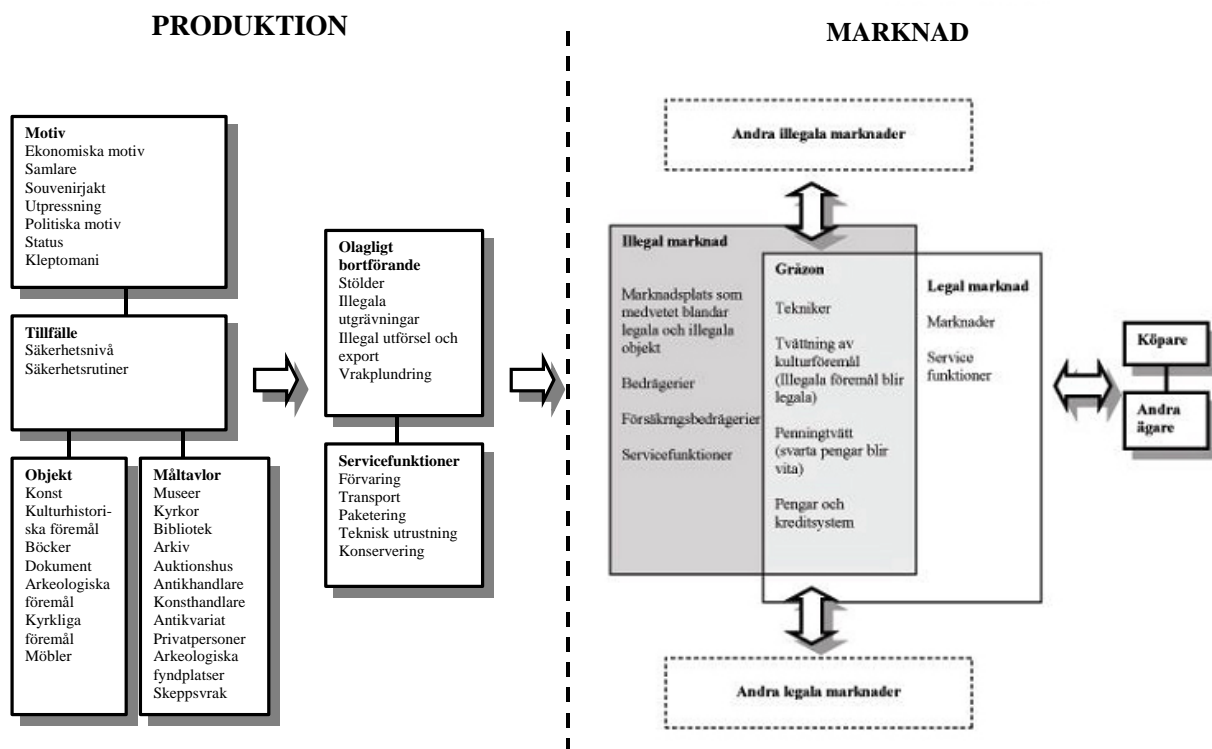 PRODUKTION
MARKNAD
Motiv
Ekonomiska motiv
Samlare
Souvenirjakt
Utpressning
Politiska motiv
Status
Kleptomani
Tillfälle
Säkerhetsnivå
Säkerhetsrutiner
Objekt
Konst
Kulturhistori-
ska föremål
Böcker
Dokument
Arkeologiska
föremål
Kyrkliga
föremål
Möbler
Måltavlor
Museer
Kyrkor
Bibliotek
Arkiv
Auktionshus
Antikhandlare
Konsthandlare
Antikvariat
Privatpersoner
Arkeologiska
fyndplatser
Skeppsvrak
Olagligt
bortförande
Stölder
Illegala
utgrävningar
Illegal utförsel och
export
Vrakplundring
Servicefunktioner
Förvaring
Transport
Paketering
Teknisk utrustning
Konservering
Andra illegala marknader
Illegal marknad
Marknadsplats som
medvetet blandar
legala och illegala
objekt
Bedrägerier
Försäkrngsbedrägerier
Servicefunktioner
Gråzon
Tekniker
Tvättning av
kulturföremål
(Illegala föremål blir
legala)
Penningtvätt
(svarta pengar blir
vita)
Pengar och
kreditsystem
Legal marknad
Marknader
Service
funktioner
Köpare
Andra
ägare
Andra legala marknader